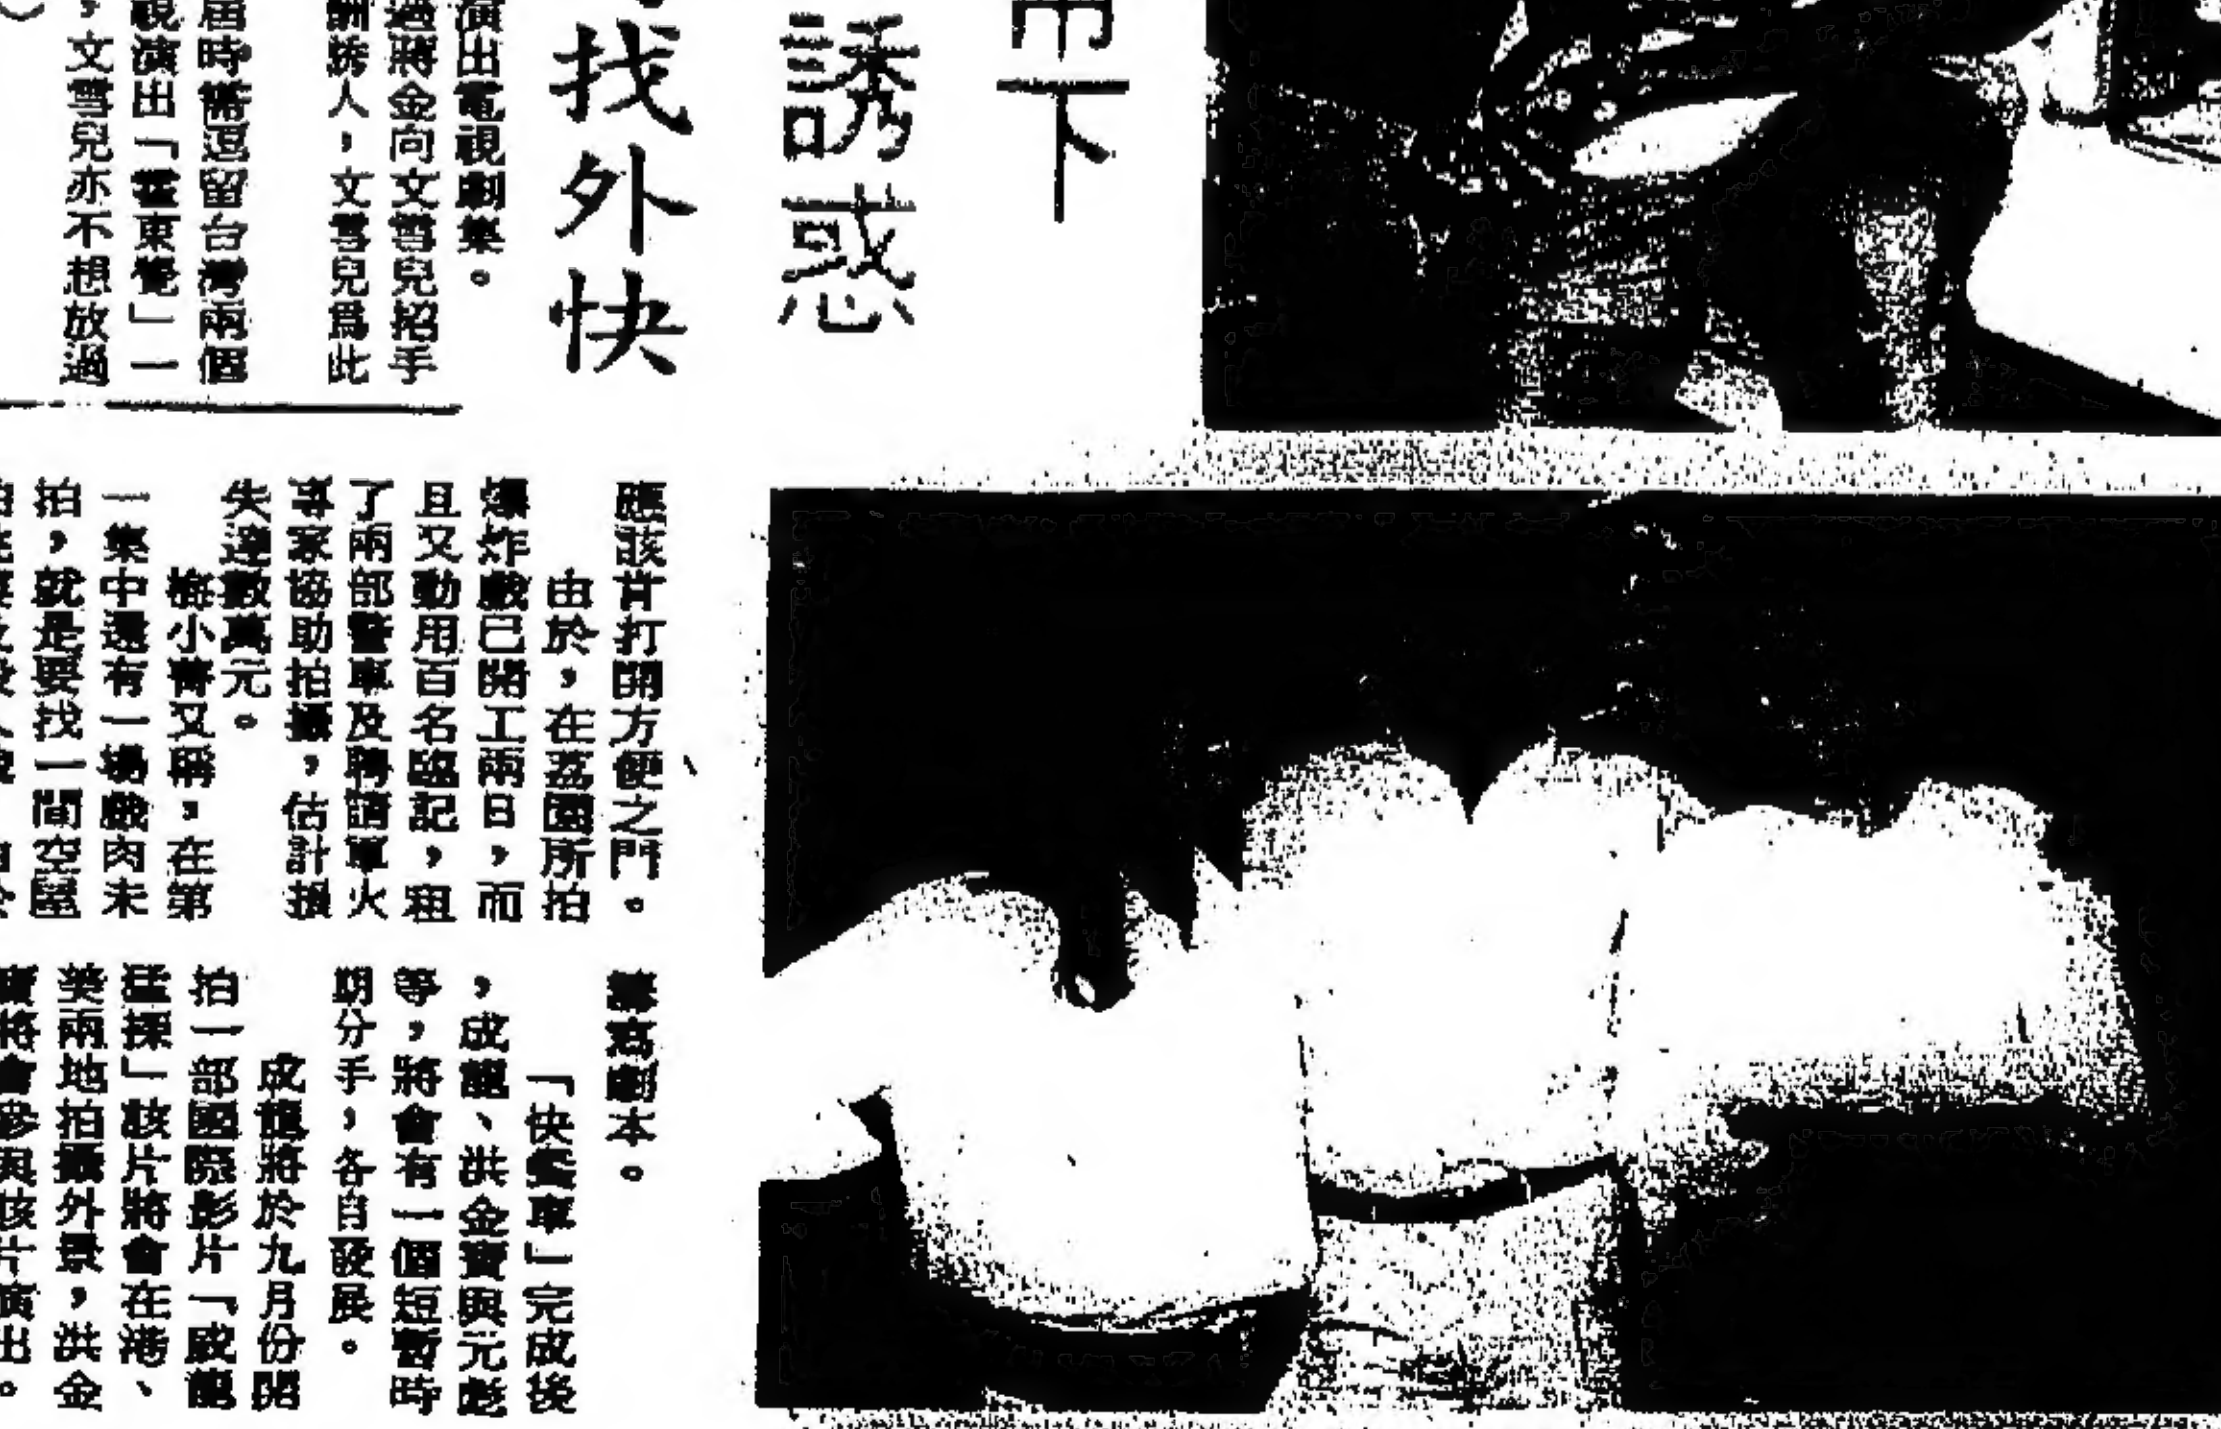 下
誘惑
找外快
演出電視劇集。
過將金向文雪兒招手
酬誘人，文雪兒爲此
屆時需逗留台灣兩個
視演出「霍東覺」一
，文雪兒亦不想放過
應該肯打開方便之門。
由於，在荔園所拍
爆炸戲已開工兩日，而
且又動用百名臨記，租
了兩部警車及聘請軍火
專家協助拍攝，估計損
失達數萬元。
梅小菁又稱，在第
一集中還有一場戲肉未
拍，就是要找一間空屋
劇本。
「快餐車」完成後
，成龍、洪金寶與元彪
等，將會有一個短暫時
期分手，各自發展。
成龍將於九月份開
拍一部國際影片「威龍
猛探」該片將會在港、
美兩地拍攝外景，洪金
寶將會參與該片演出。